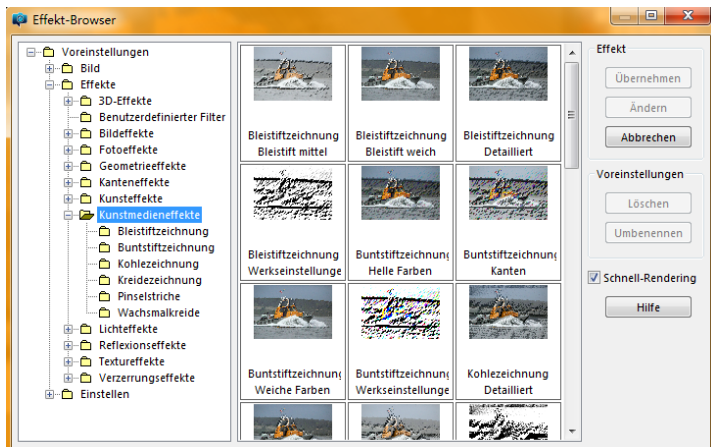 Effekt-Browser
Voreinstellungen
Bild
Effekte
3D-Effekte
Benutzerdefinierter Filter
Bildeffekte
Fotoeffekte
Geometrieeffekte
Kanteneffekte
Kunsteffekte
Kunstmedieneffekte
Bleistiftzeichnung
Buntstiftzeichnung
Kohlezeichnung
Kreidezeichnung
Pinselstriche
Wachsmalkreide
Lichteffekte
Reflexionseffekte
Textureffekte
Verzerrungseffekte
Einstellen
Bleistiftzeichnung
Bleistift mittel
Bleistiftzeichnung
Bleistift weich
Bleistiftzeichnung
Detailliert
Bleistiftzeichnung
Werkseinstellunge
Buntstiftzeichnung
Helle Farben
Buntstiftzeichnung
Kanten
Buntstiftzeichnung
Weiche Farben
Buntstiftzeichnung
Werkseinstellunge
Kohlezeichnung
Detailliert
Effekt
Übernehmen
Ändern
Abbrechen
Voreinstellungen
Löschen
Umbenennen
Schnell-Rendering
Hilfe